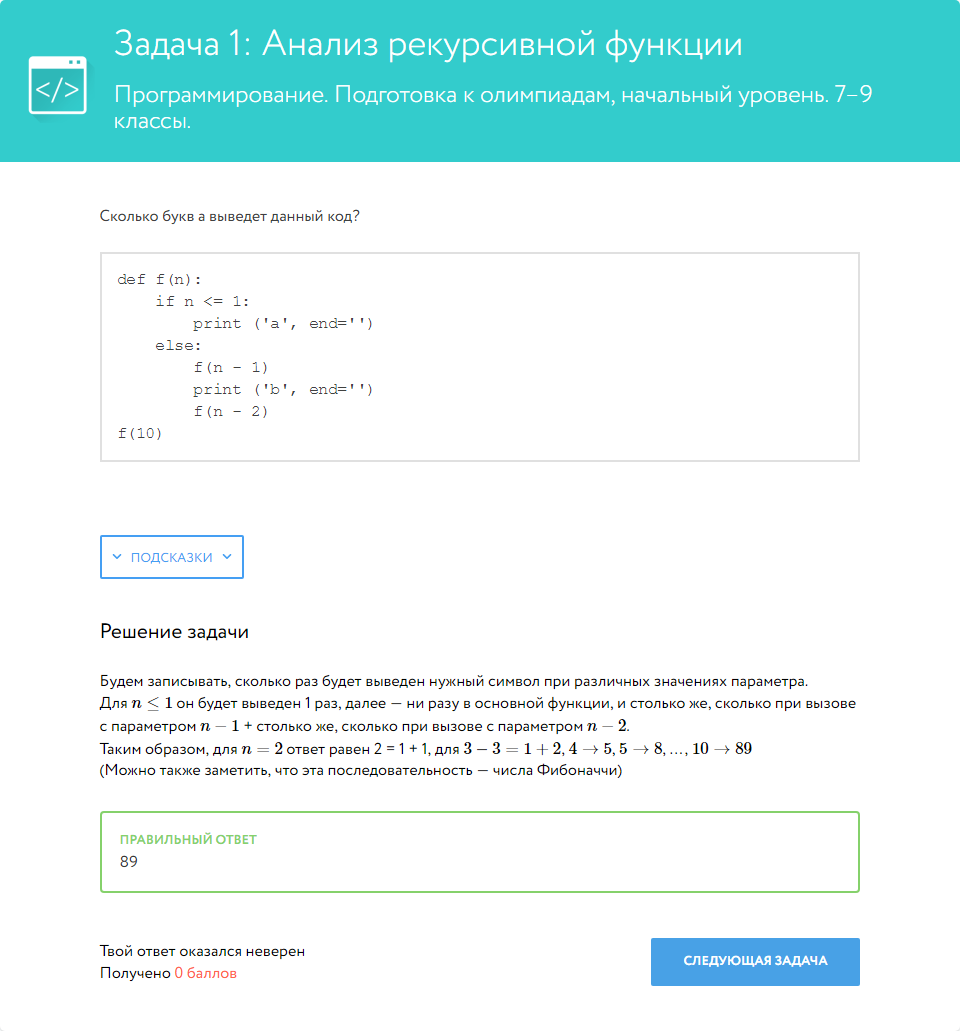 Задача 1: Анализ рекурсивной функции
</>
Программирование. Подготовка к олимпиадам, начальный уровень. 7–9
классы.
Сколько букв а выведет данный код?
def f(n):
    if n <= 1:
        print ('a', end='')
    else:
        f(n - 1)
        print ('b', end='')
        f(n - 2)
f(10)
ПОДСКАЗКИ
Решение задачи
Будем записывать, сколько раз будет выведен нужный символ при различных значениях параметра.
Для n ≤ 1 он будет выведен 1 раз, далее — ни разу в основной функции, и столько же, сколько при вызове
с параметром n − 1 + столько же, сколько при вызове с параметром n − 2.
Таким образом, для n = 2 ответ равен 2 = 1 + 1, для 3 − 3 = 1 + 2, 4 → 5, 5 → 8, …, 10 → 89
(Можно также заметить, что эта последовательность — числа Фибоначчи)
ПРАВИЛЬНЫЙ ОТВЕТ
89
Твой ответ оказался неверен
Получено 0 баллов
СЛЕДУЮЩАЯ ЗАДАЧА